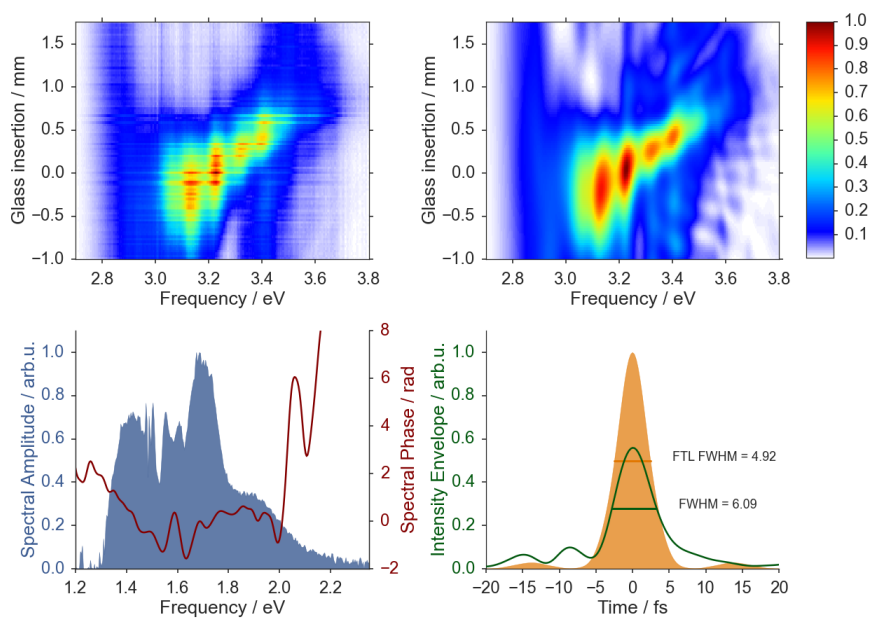 1.5
1.0
0.5
0.0
−0.5
−1.0
Glass insertion / mm
2.8 3.0 3.2 3.4 3.6 3.8
Frequency / eV
1.5
1.0
0.5
0.0
−0.5
−1.0
Glass insertion / mm
2.8 3.0 3.2 3.4 3.6 3.8
Frequency / eV
1.0
0.9
0.8
0.7
0.6
0.5
0.4
0.3
0.2
0.1
1.0
0.8
0.6
0.4
0.2
0.0
Spectral Amplitude / arb.u.
8
6
4
2
0
−2
Spectral Phase / rad
1.2 1.4 1.6 1.8 2.0 2.2
Frequency / eV
1.0
0.8
0.6
0.4
0.2
0.0
Intensity Envelope / arb.u.
FTL FWHM = 4.92
FWHM = 6.09
−20 −15 −10 −5 0 5 10 15 20
Time / fs